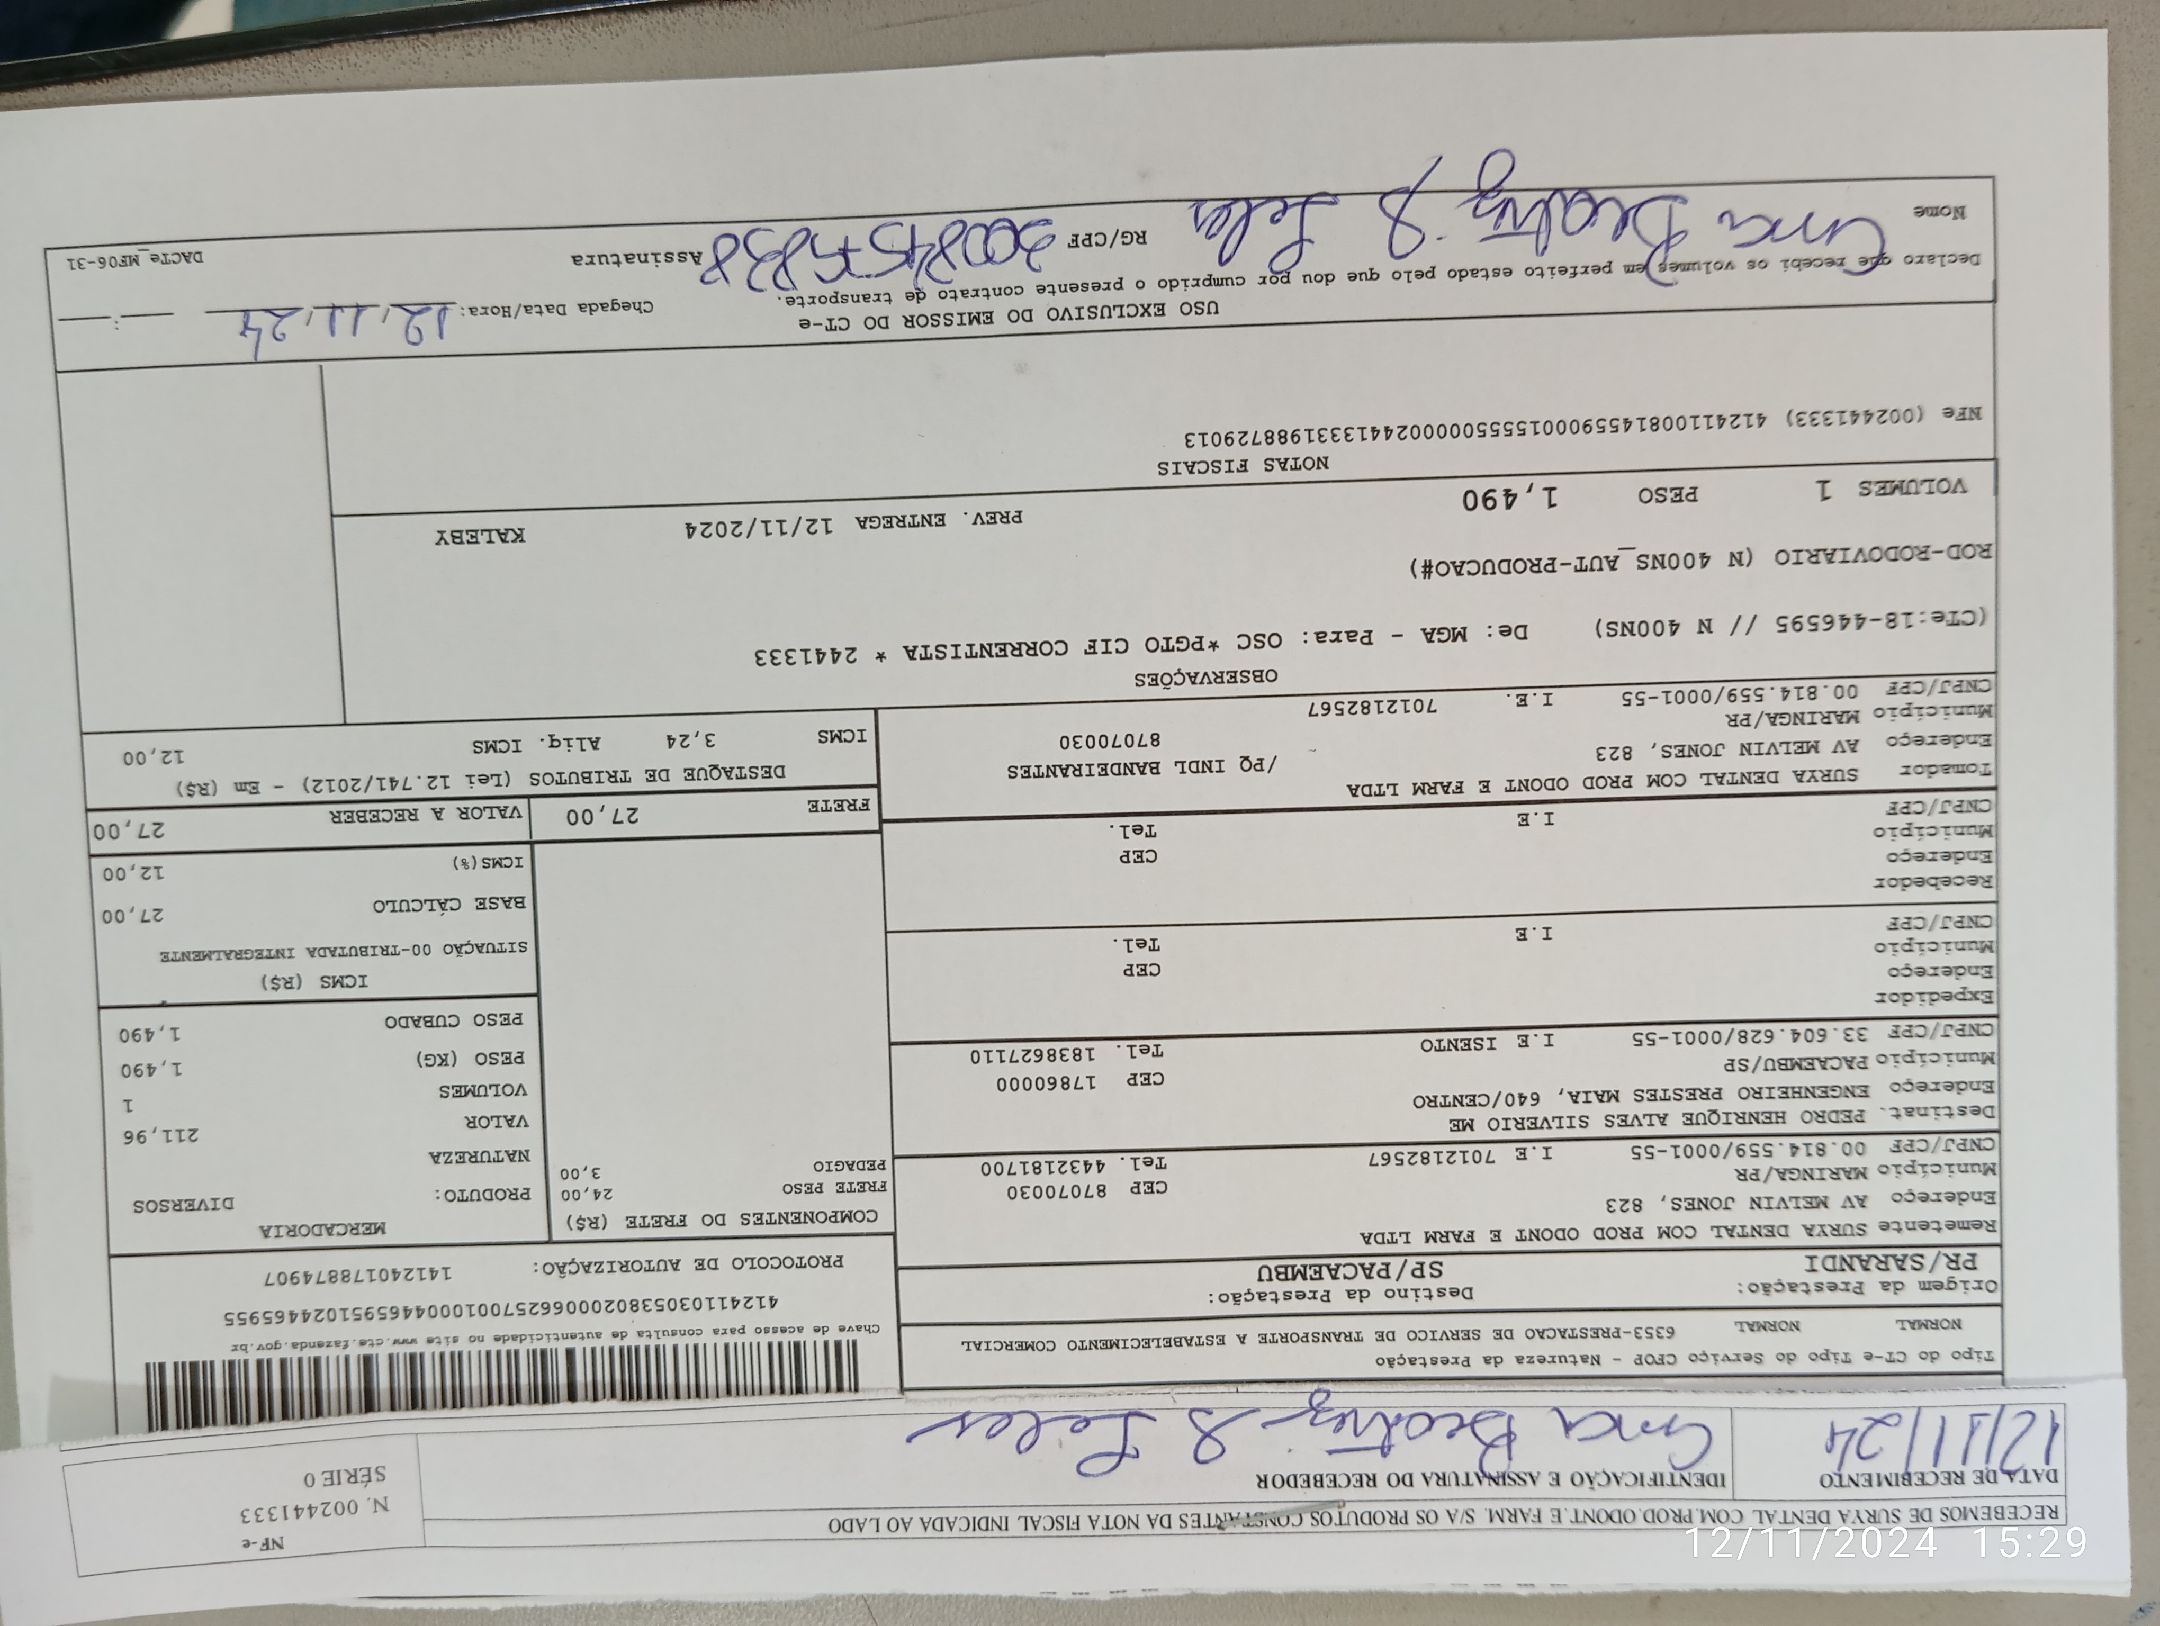 RECEBEMOS DE SURYA DENTAL COM.PROD.ODONT.E FARM. S/A OS PRODUTOS CONSTANTES DA NOTA FISCAL INDICADA AO LADO
DATA DE RECEBIMENTO
12/11/24
IDENTIFICAÇÃO E ASSINATURA DO RECEBEDOR
Beatriz S Leles
NF-e
N. 002441333
SÉRIE 0
Tipo do CT-e Tipo do Serviço CFOP - Natureza da Prestação
NORMAL NORMAL 6353-PRESTACAO DE SERVICO DE TRANSPORTE A ESTABELECIMENTO COMERCIAL
Origem da Prestação: Destino da Prestação:
PR/SARANDI SP/PACAEMBU
Chave de acesso para consulta de autenticidade no site www.cte.fazenda.gov.br
41241103053802000662570010004465951024465955
PROTOCOLO DE AUTORIZAÇÃO: 141240178874907
Remetente SURYA DENTAL COM PROD ODONT E FARM LTDA
Endereço AV MELVIN JONES, 823 CEP 87070030
Município MARINGA/PR Tel. 4432181700
CNPJ/CPF 00.814.559/0001-55 I.E 7012182567
Destinat. PEDRO HENRIQUE ALVES SILVERIO ME
Endereço ENGENHEIRO PRESTES MAIA, 640/CENTRO CEP 17860000
Município PACAEMBU/SP Tel. 1838627110
CNPJ/CPF 33.604.628/0001-55 I.E ISENTO
Expedidor
Endereço CEP
Município Tel.
CNPJ/CPF I.E
Recebedor
Endereço CEP
Município Tel.
CNPJ/CPF I.E
Tomador SURYA DENTAL COM PROD ODONT E FARM LTDA
Endereço AV MELVIN JONES, 823 /PQ INDL BANDEIRANTES
Município MARINGA/PR 87070030
CNPJ/CPF 00.814.559/0001-55 I.E. 7012182567
COMPONENTES DO FRETE (R$)
FRETE PESO 24,00
PEDAGIO 3,00
MERCADORIA
PRODUTO: DIVERSOS
NATUREZA
VALOR 211,96
VOLUMES 1
PESO (KG) 1,490
PESO CUBADO 1,490
ICMS (R$)
SITUAÇÃO 00-TRIBUTADA INTEGRALMENTE
BASE CÁLCULO 27,00
ICMS(%) 12,00
FRETE 27,00 VALOR A RECEBER 27,00
DESTAQUE DE TRIBUTOS (Lei 12.741/2012) - Em (R$)
ICMS 3,24 Aliq. ICMS 12,00
OBSERVAÇÕES
(CTe:18-446595 // N 400NS) De: MGA - Para: OSC *PGTO CIF CORRENTISTA * 2441333
ROD-RODOVIARIO (N 400NS_AUT-PRODUCAO#)
VOLUMES 1 PESO 1,490 PREV. ENTREGA 12/11/2024 KALEBY
NOTAS FISCAIS
NFe (002441333) 41241100814559000155550000024413331988729013
USO EXCLUSIVO DO EMISSOR DO CT-e
Declaro que recebi os volumes em perfeito estado pelo que dou por cumprido o presente contrato de transporte.
Chegada Data/Hora: 12.11.24 :
Nome Beatriz S Leles RG/CPF Assinatura
DACTe_MF06-31
12/11/2024 15:29